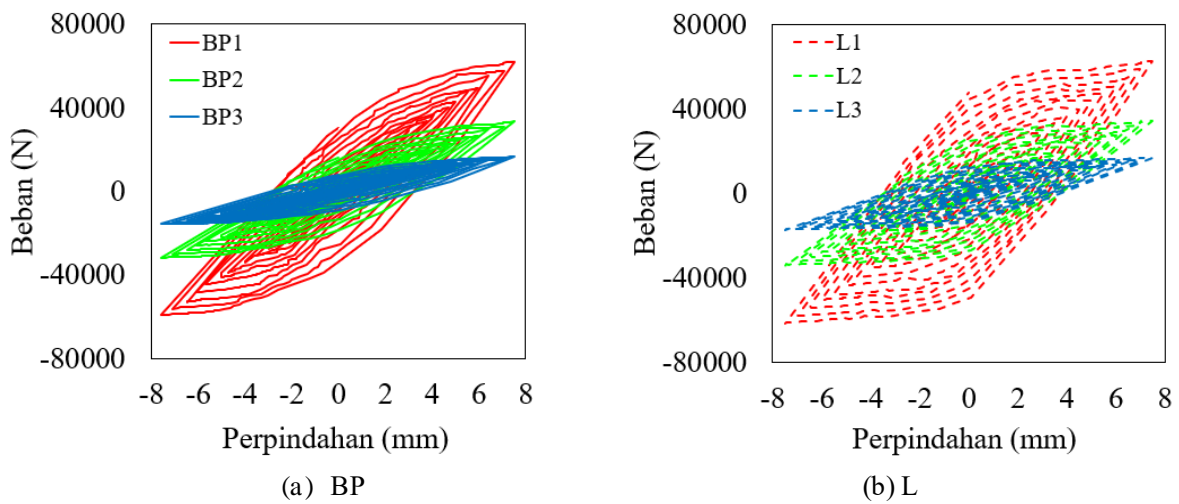 80000
40000
0
-40000
-80000
Beban (N)
BP1
BP2
BP3
-8 -6 -4 -2 0 2 4 6 8
Perpindahan (mm)
(a) BP
80000
40000
0
-40000
-80000
Beban (N)
L1
L2
L3
-8 -6 -4 -2 0 2 4 6 8
Perpindahan (mm)
(b) L